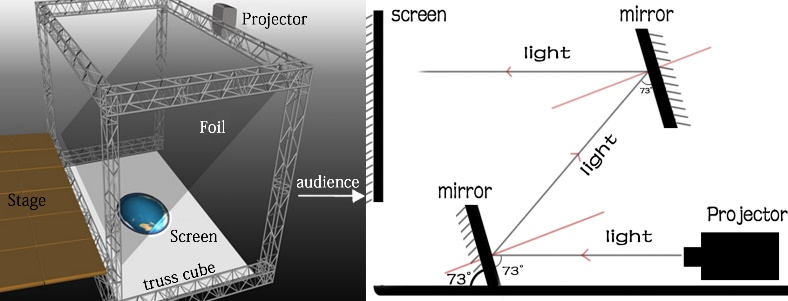 Projector
Foil
audience
Stage
Screen
truss cube
screen
mirror
light
73°
light
mirror
Projector
light
73°
73°